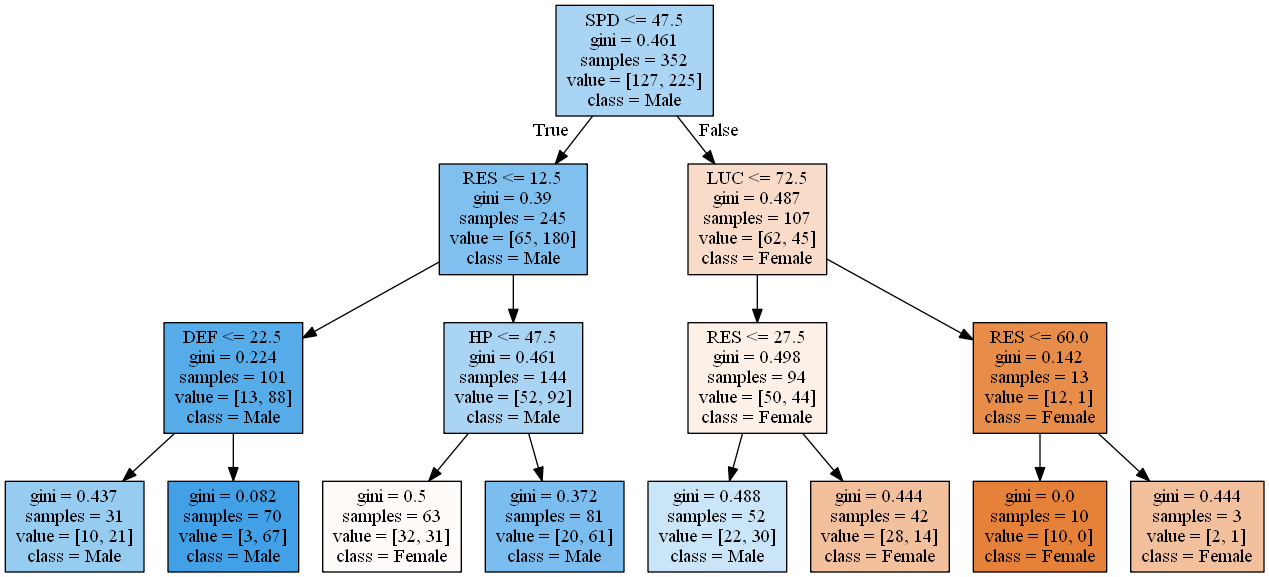 SPD <= 47.5
gini = 0.461
samples = 352
value = [127, 225]
class = Male
True
False
RES <= 12.5
gini = 0.39
samples = 245
value = [65, 180]
class = Male
LUC <= 72.5
gini = 0.487
samples = 107
value = [62, 45]
class = Female
DEF <= 22.5
gini = 0.224
samples = 101
value = [13, 88]
class = Male
HP <= 47.5
gini = 0.461
samples = 144
value = [52, 92]
class = Male
RES <= 27.5
gini = 0.498
samples = 94
value = [50, 44]
class = Female
RES <= 60.0
gini = 0.142
samples = 13
value = [12, 1]
class = Female
gini = 0.437
samples = 31
value = [10, 21]
class = Male
gini = 0.082
samples = 70
value = [3, 67]
class = Male
gini = 0.5
samples = 63
value = [32, 31]
class = Female
gini = 0.372
samples = 81
value = [20, 61]
class = Male
gini = 0.488
samples = 52
value = [22, 30]
class = Male
gini = 0.444
samples = 42
value = [28, 14]
class = Female
gini = 0.0
samples = 10
value = [10, 0]
class = Female
gini = 0.444
samples = 3
value = [2, 1]
class = Female